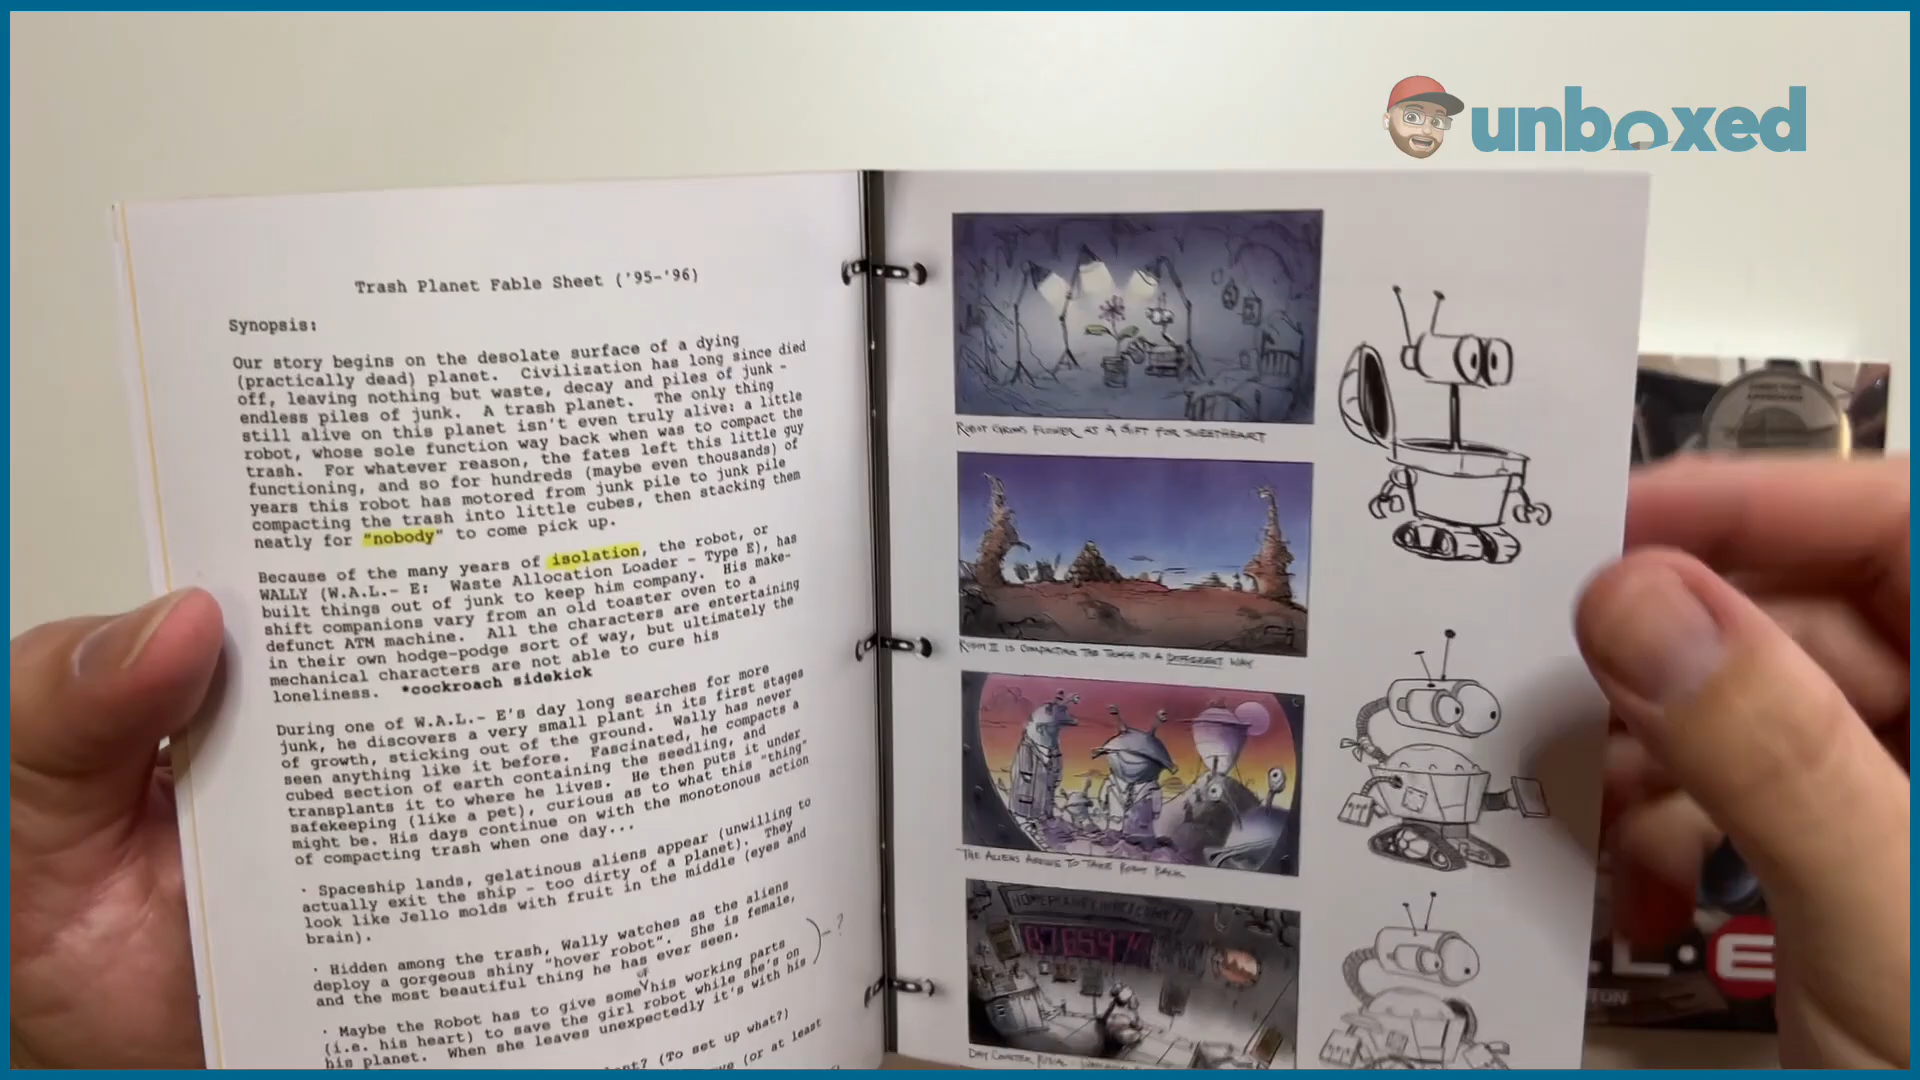 unboxed
Trash Planet Fable Sheet ('95-'96)
Synopsis:
Our story begins on the desolate surface of a dying
(practically dead) planet. Civilization has long since died
off, leaving nothing but waste, decay and piles of junk -
endless piles of junk. A trash planet. The only thing
still alive on this planet isn't even truly alive: a little
robot, whose sole function way back when was to compact the
trash. For whatever reason, the fates left this little guy
functioning, and so for hundreds (maybe even thousands) of
years this robot has motored from junk pile to junk pile
compacting the trash into little cubes, then stacking them
neatly for "nobody" to come pick up.
Because of the many years of isolation, the robot, or
WALLY (W.A.L.- E: Waste Allocation Loader - Type E), has
built things out of junk to keep him company. His make-
shift companions vary from an old toaster oven to a
defunct ATM machine. All the characters are entertaining
in their own hodge-podge sort of way, but ultimately the
mechanical characters are not able to cure his
loneliness. *cockroach sidekick
During one of W.A.L.- E's day long searches for more
junk, he discovers a very small plant in its first stages
of growth, sticking out of the ground. Wally has never
seen anything like it before. Fascinated, he compacts a
cubed section of earth containing the seedling, and
transplants it to where he lives. He then puts it under
safekeeping (like a pet), curious as to what this "thing"
might be. His days continue on with the monotonous action
of compacting trash when one day...
· Spaceship lands, gelatinous aliens appear (unwilling to
actually exit the ship - too dirty of a planet). They
look like Jello molds with fruit in the middle (eyes and
brain).
· Hidden among the trash, Wally watches as the aliens
deploy a gorgeous shiny "hover robot". She is female,
and the most beautiful thing he has ever seen.
· Maybe the Robot has to give some of his working parts
(i.e. his heart) to save the girl robot while she's on
his planet. When she leaves unexpectedly it's with his
? (To set up what?)
(or at least
-?
ROBOT GROWS FLOWER AS A GIFT FOR SWEETHEART
ROBOT II IS COMPACTING THE TRASH IN A DIFFERENT WAY
THE ALIENS ARRIVE TO TAKE ROBOT BACK
L·E
TON